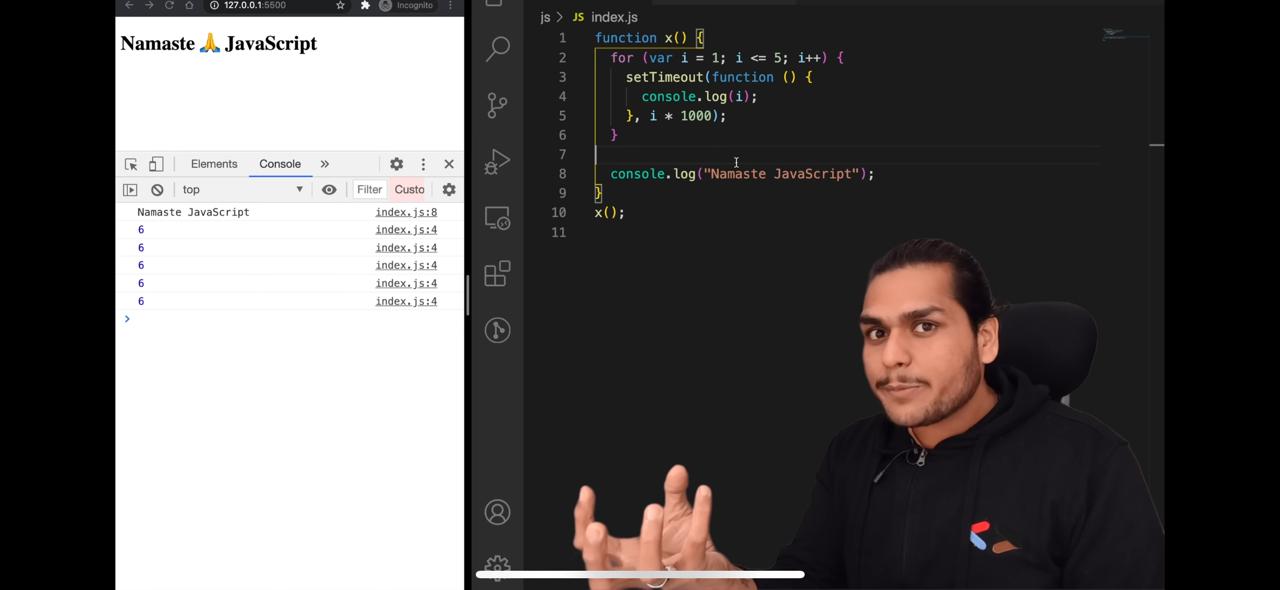 127.0.0.1:5500
Incognito
Namaste 🙏 JavaScript
Elements
Console
top
Filter
Custo
Namaste JavaScript index.js:8
6 index.js:4
6 index.js:4
6 index.js:4
6 index.js:4
6 index.js:4
js > JS index.js
1 function x() {
2 for (var i = 1; i <= 5; i++) {
3 setTimeout(function () {
4 console.log(i);
5 }, i * 1000);
6 }
7
8 console.log("Namaste JavaScript");
9 }
10 x();
11